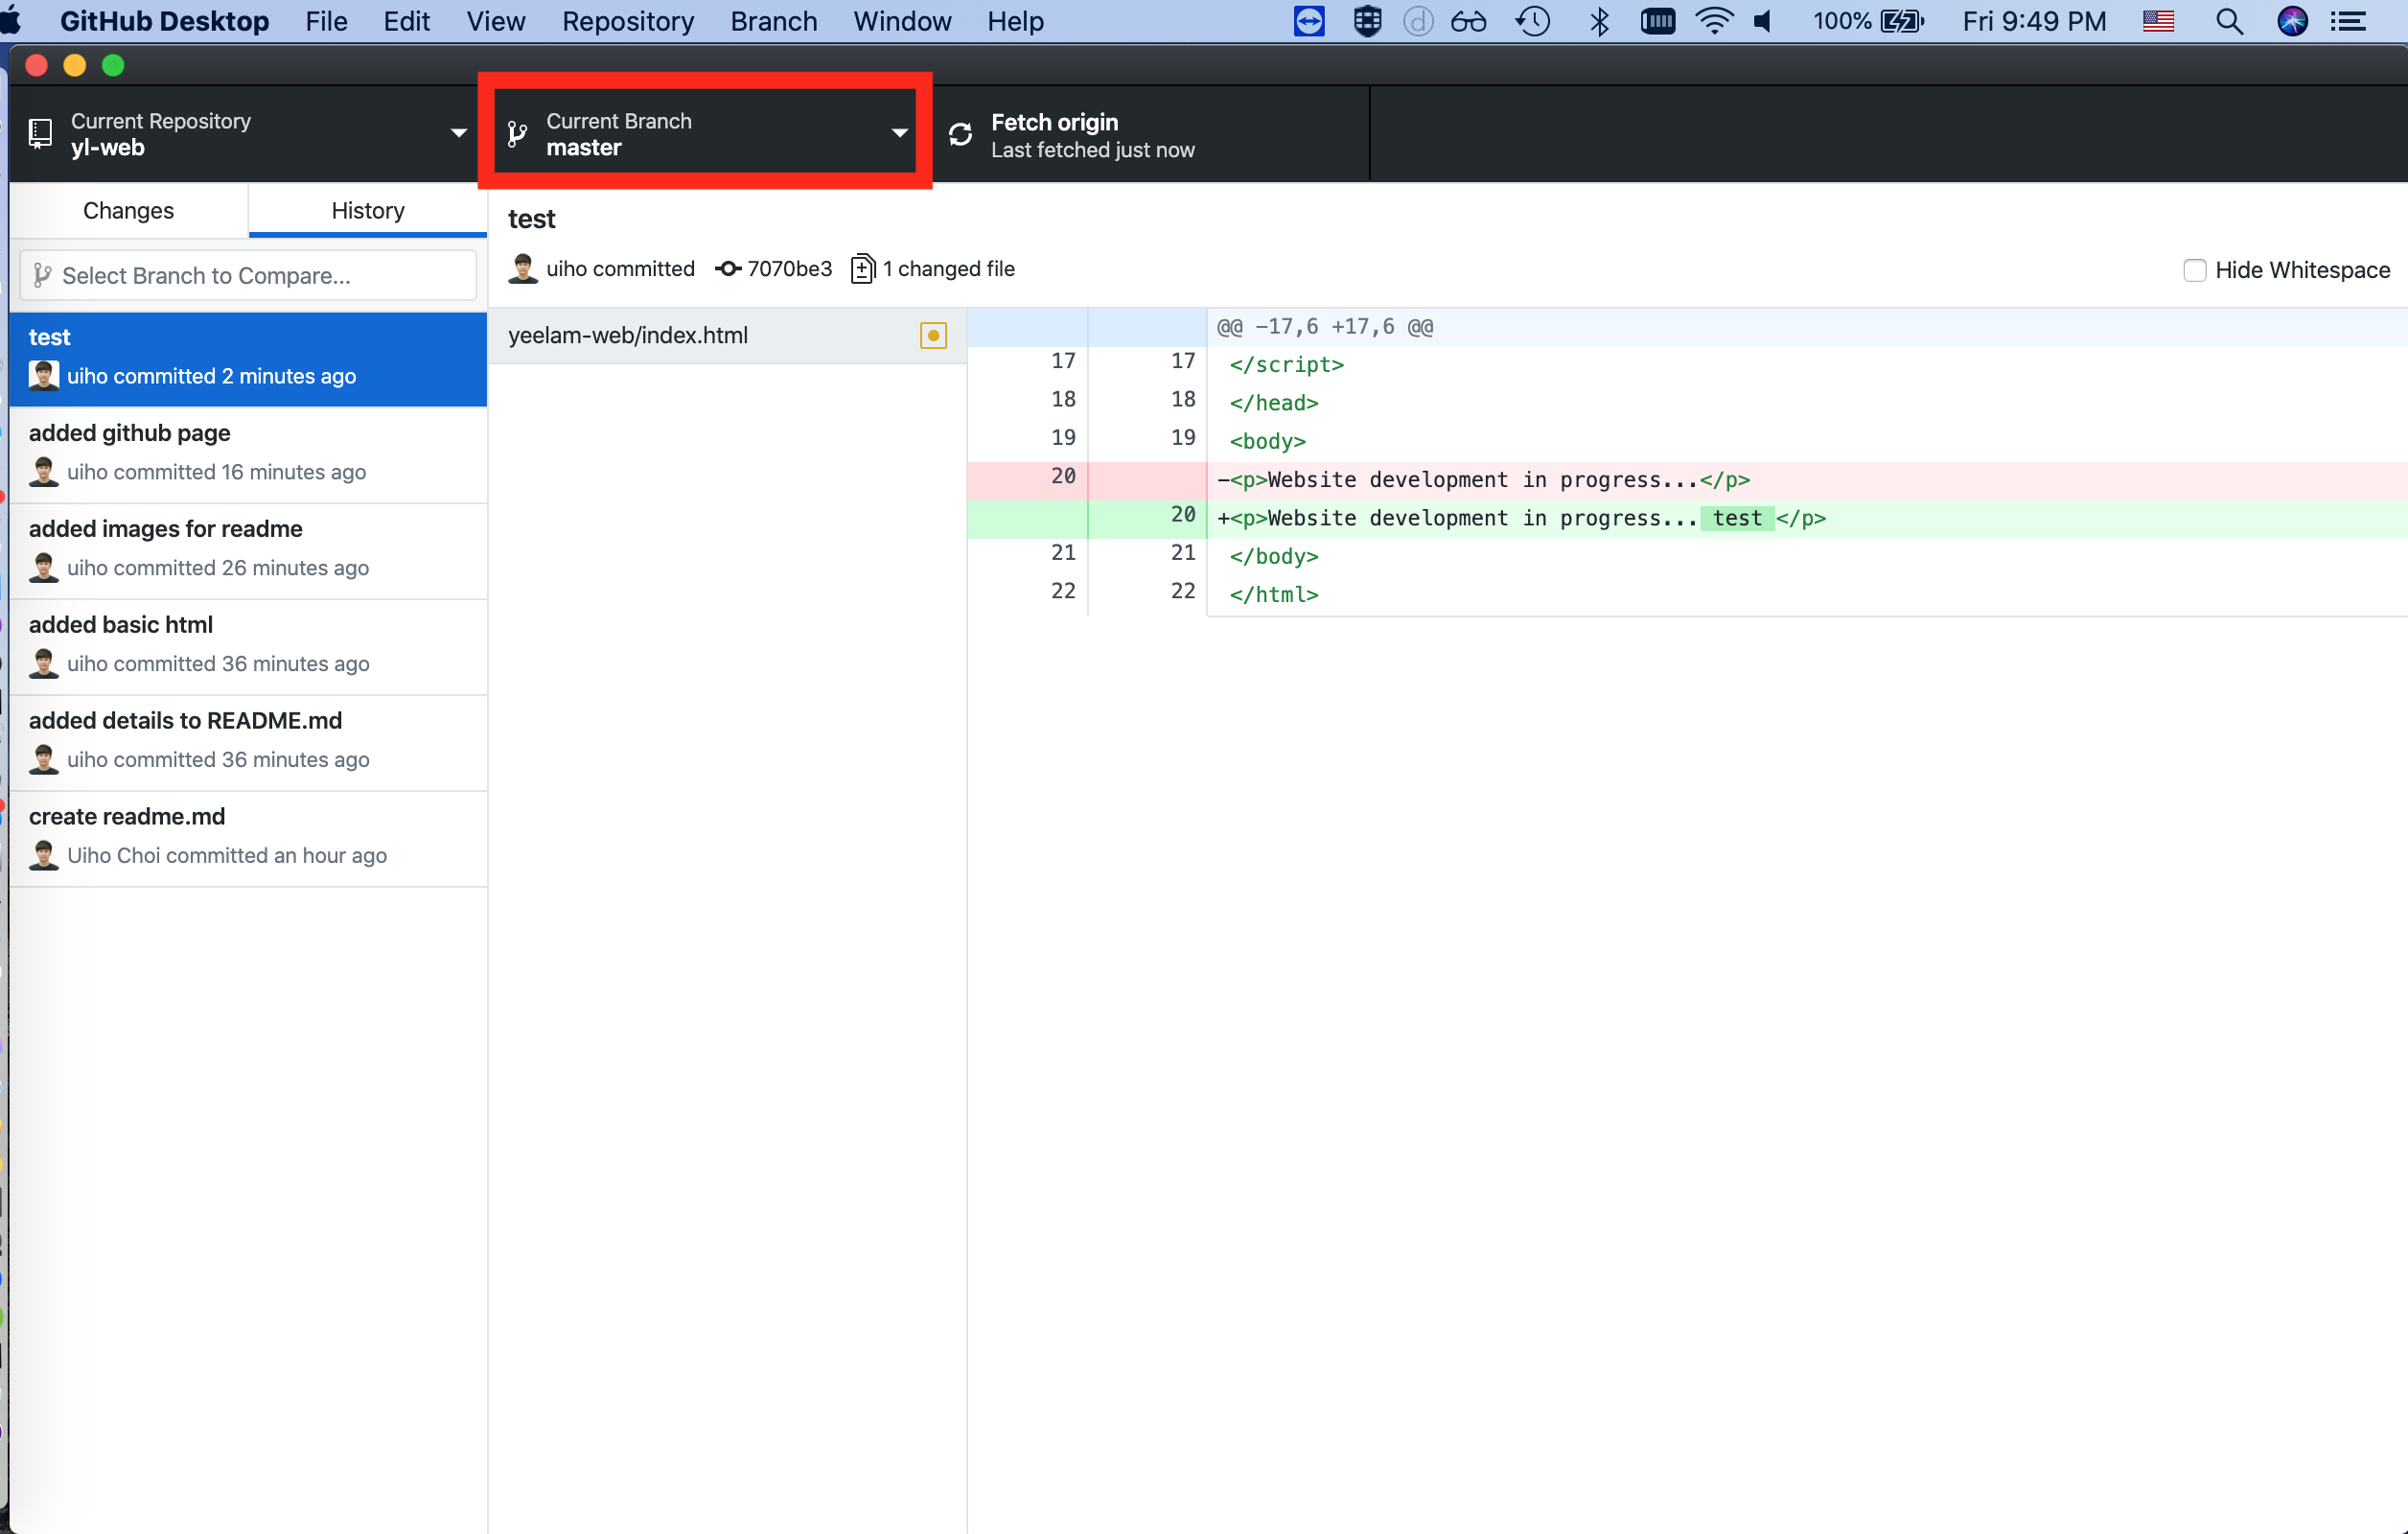 GitHub Desktop File Edit View Repository Branch Window Help 100% Fri 9:49 PM
Current Repository
yl-web
Current Branch
master
Fetch origin
Last fetched just now
Changes History
Select Branch to Compare...
test
uiho committed 2 minutes ago
added github page
uiho committed 16 minutes ago
added images for readme
uiho committed 26 minutes ago
added basic html
uiho committed 36 minutes ago
added details to README.md
uiho committed 36 minutes ago
create readme.md
Uiho Choi committed an hour ago
test
uiho committed 7070be3 1 changed file
Hide Whitespace
yeelam-web/index.html
@@ -17,6 +17,6 @@
17 17 </script>
18 18 </head>
19 19 <body>
20 -<p>Website development in progress...</p>
20 +<p>Website development in progress... test </p>
21 21 </body>
22 22 </html>